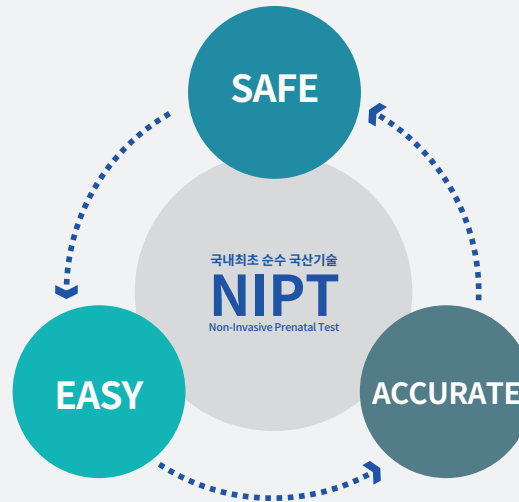 SAFE
국내최초 순수 국산기술
NIPT
Non-Invasive Prenatal Test
EASY
ACCURATE